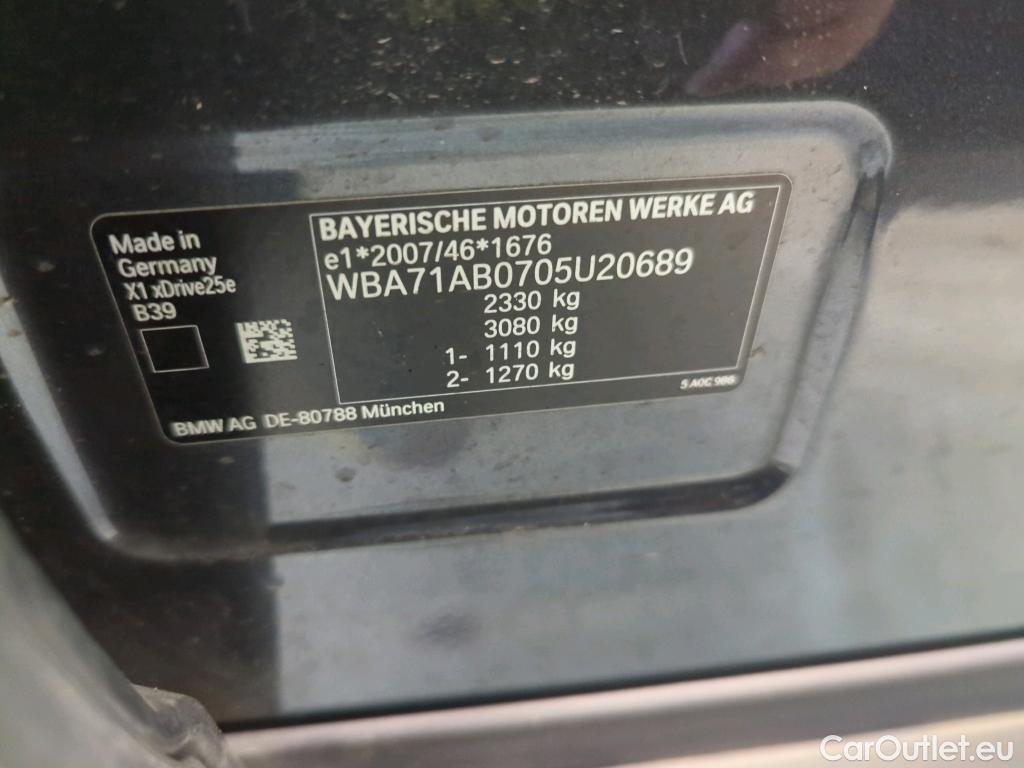 Made in
Germany
X1 xDrive25e
B39
BAYERISCHE MOTOREN WERKE AG
e1*2007/46*1676
WBA71AB0705U20689
2330 kg
3080 kg
1- 1110 kg
2- 1270 kg
5 A0C 986
BMW AG DE-80788 München
CarOutlet.eu